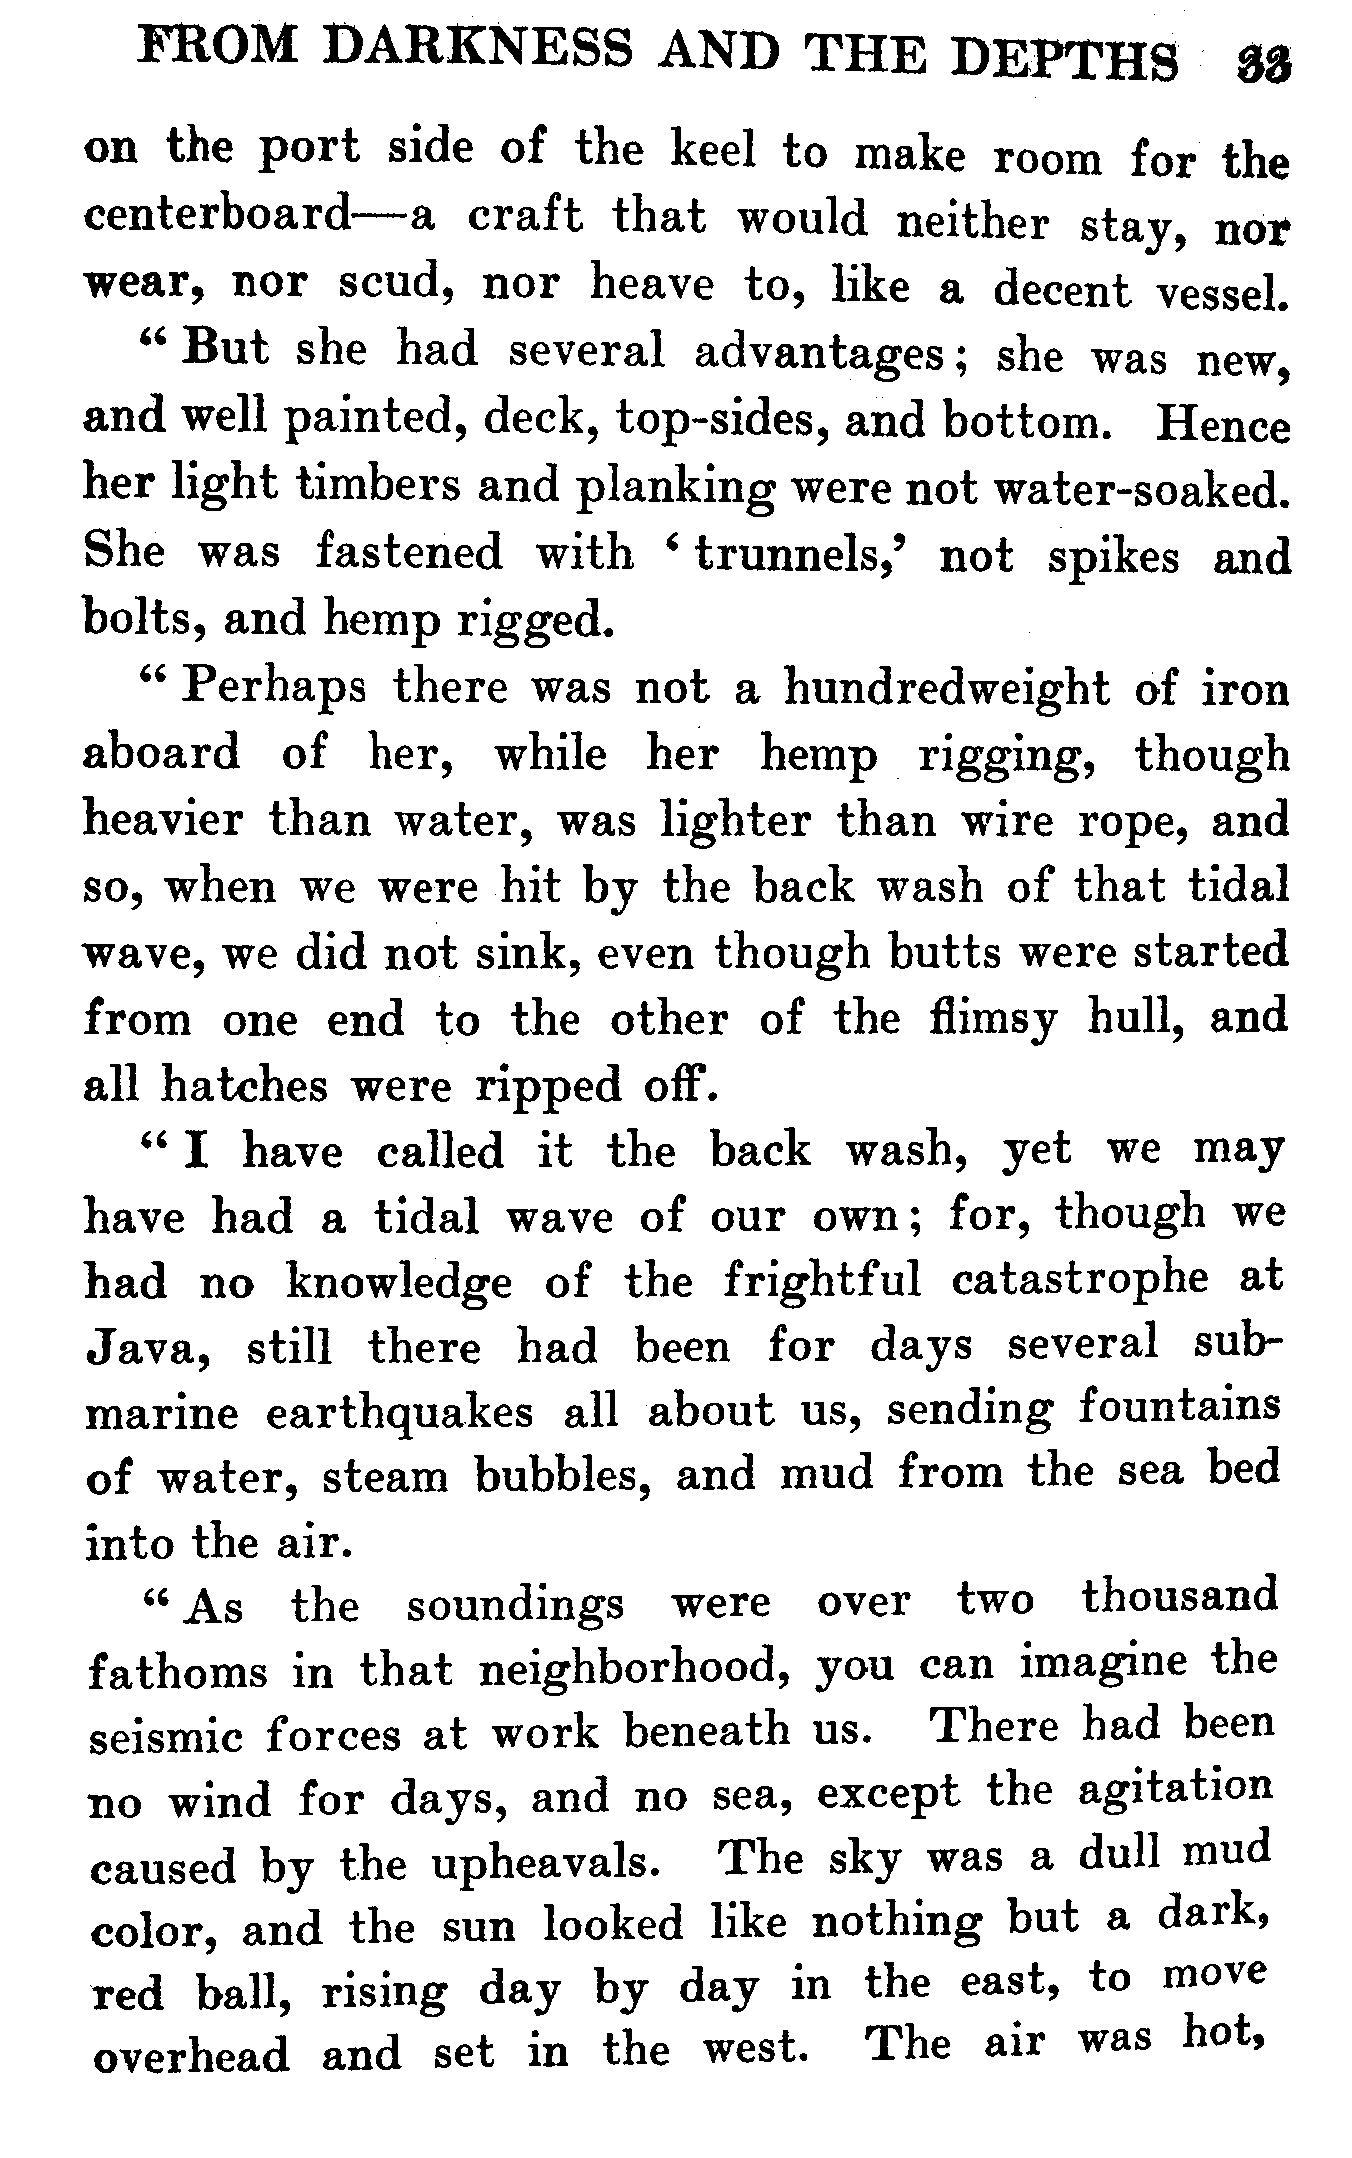 FROM DARKNESS AND THE DEPTHS 33
on the port side of the keel to make room for the
centerboard—a craft that would neither stay, nor
wear, nor scud, nor heave to, like a decent vessel.
“ But she had several advantages ; she was new,
and well painted, deck, top-sides, and bottom. Hence
her light timbers and planking were not water-soaked.
She was fastened with ‘ trunnels,’ not spikes and
bolts, and hemp rigged.
“ Perhaps there was not a hundredweight of iron
aboard of her, while her hemp rigging, though
heavier than water, was lighter than wire rope, and
so, when we were hit by the back wash of that tidal
wave, we did not sink, even though butts were started
from one end to the other of the flimsy hull, and
all hatches were ripped off.
“ I have called it the back wash, yet we may
have had a tidal wave of our own ; for, though we
had no knowledge of the frightful catastrophe at
Java, still there had been for days several sub-
marine earthquakes all about us, sending fountains
of water, steam bubbles, and mud from the sea bed
into the air.
“ As the soundings were over two thousand
fathoms in that neighborhood, you can imagine the
seismic forces at work beneath us. There had been
no wind for days, and no sea, except the agitation
caused by the upheavals. The sky was a dull mud
color, and the sun looked like nothing but a dark,
red ball, rising day by day in the east, to move
overhead and set in the west. The air was hot,